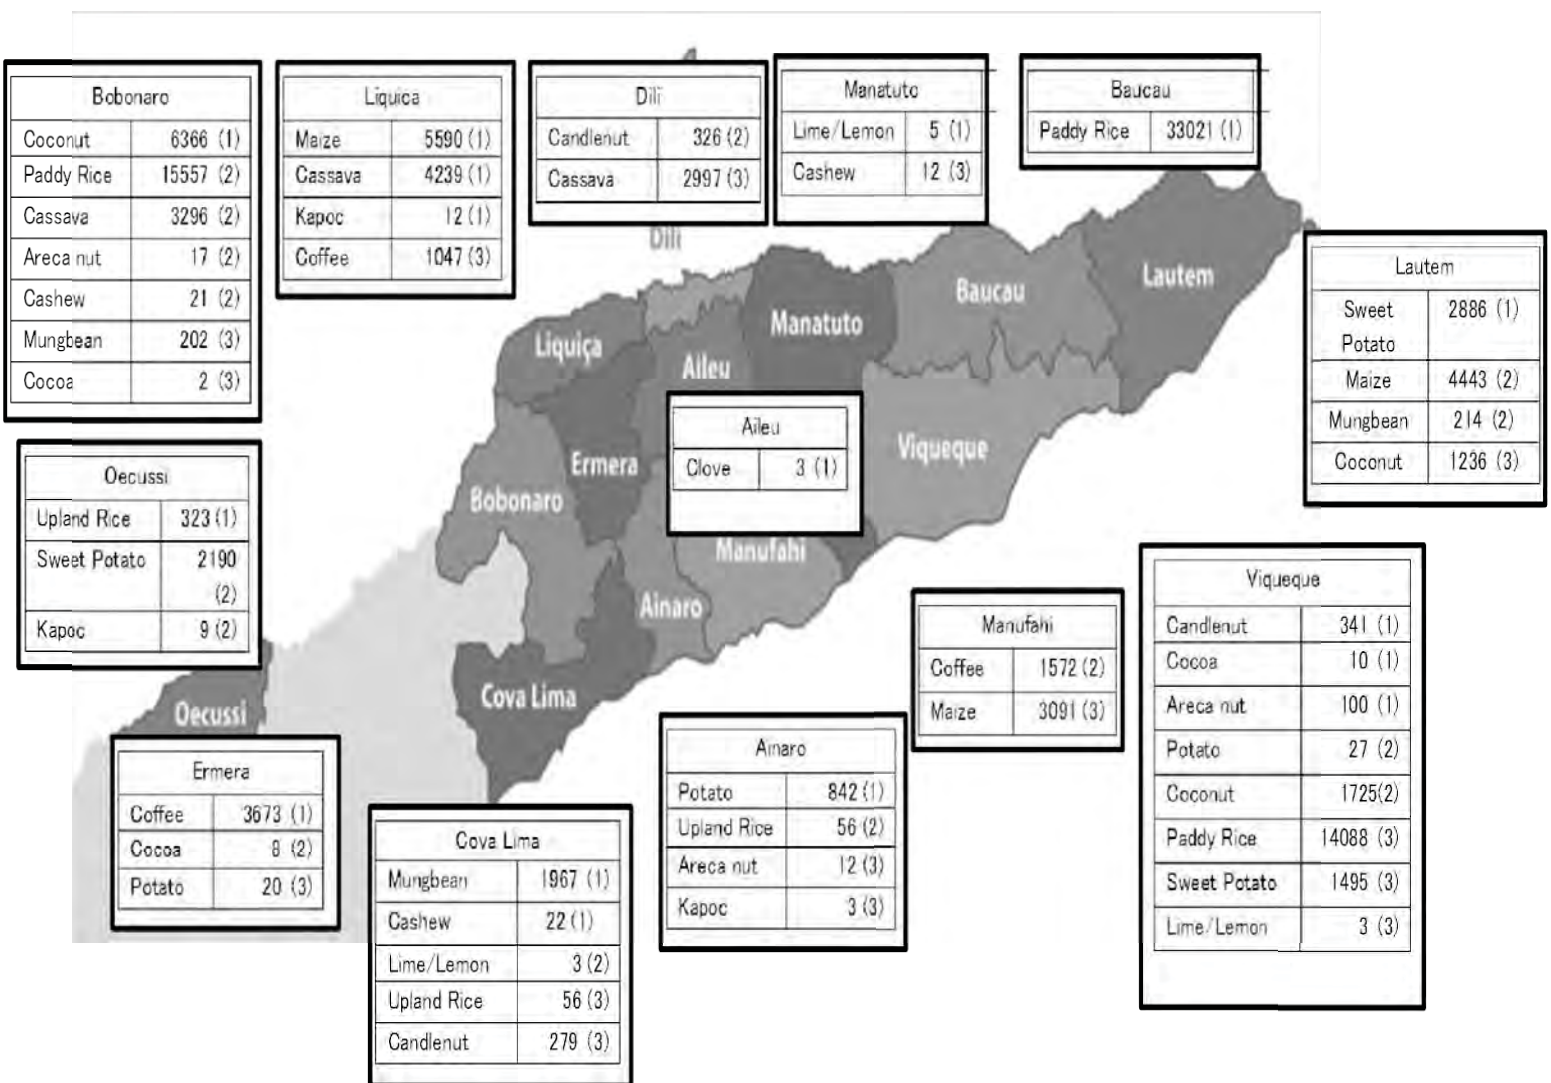 Bobonaro
Coconut 6366 (1)
Paddy Rice 15557 (2)
Cassava 3296 (2)
Areca nut 17 (2)
Cashew 21 (2)
Mungbean 202 (3)
Cocoa 2 (3)
Liquica
Maize 5590 (1)
Cassava 4239 (1)
Kapoc 12 (1)
Coffee 1047 (3)
Dili
Candlenut 326 (2)
Cassava 2997 (3)
Manatuto
Lime/Lemon 5 (1)
Cashew 12 (3)
Baucau
Paddy Rice 33021 (1)
Dili
Lautem
Baucau
Manatuto
Liquiça
Aileu
Viqueque
Ermera
Bobonaro
Manufahi
Ainaro
Cova Lima
Oecussi
Lautem
Sweet 2886 (1)
Potato
Maize 4443 (2)
Mungbean 214 (2)
Coconut 1236 (3)
Aileu
Clove 3 (1)
Oecussi
Upland Rice 323 (1)
Sweet Potato 2190
(2)
Kapoc 9 (2)
Viqueque
Candlenut 341 (1)
Cocoa 10 (1)
Areca nut 100 (1)
Potato 27 (2)
Coconut 1725(2)
Paddy Rice 14088 (3)
Sweet Potato 1495 (3)
Lime/Lemon 3 (3)
Manufahi
Coffee 1572 (2)
Maize 3091 (3)
Ermera
Coffee 3673 (1)
Cocoa 8 (2)
Potato 20 (3)
Cova Lima
Mungbean 1967 (1)
Cashew 22 (1)
Lime/Lemon 3 (2)
Upland Rice 56 (3)
Candlenut 279 (3)
Ainaro
Potato 842 (1)
Upland Rice 56 (2)
Areca nut 12 (3)
Kapoc 3 (3)